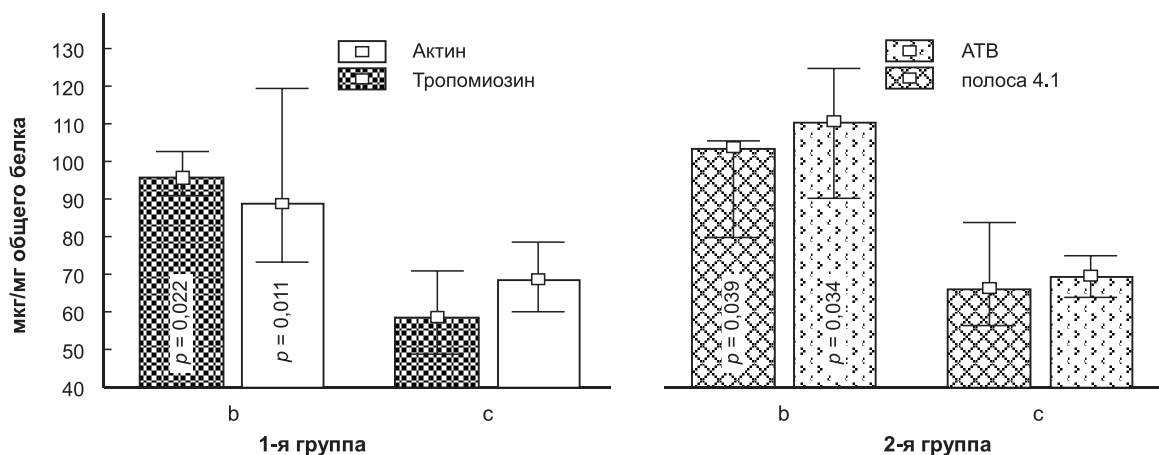 мкг/мг общего белка
130
120
110
100
90
80
70
60
50
40
Актин
Тропомиозин
p = 0,022
p = 0,011
b
c
1-я группа
АТВ
полоса 4.1
p = 0,039
p = 0,034
b
c
2-я группа